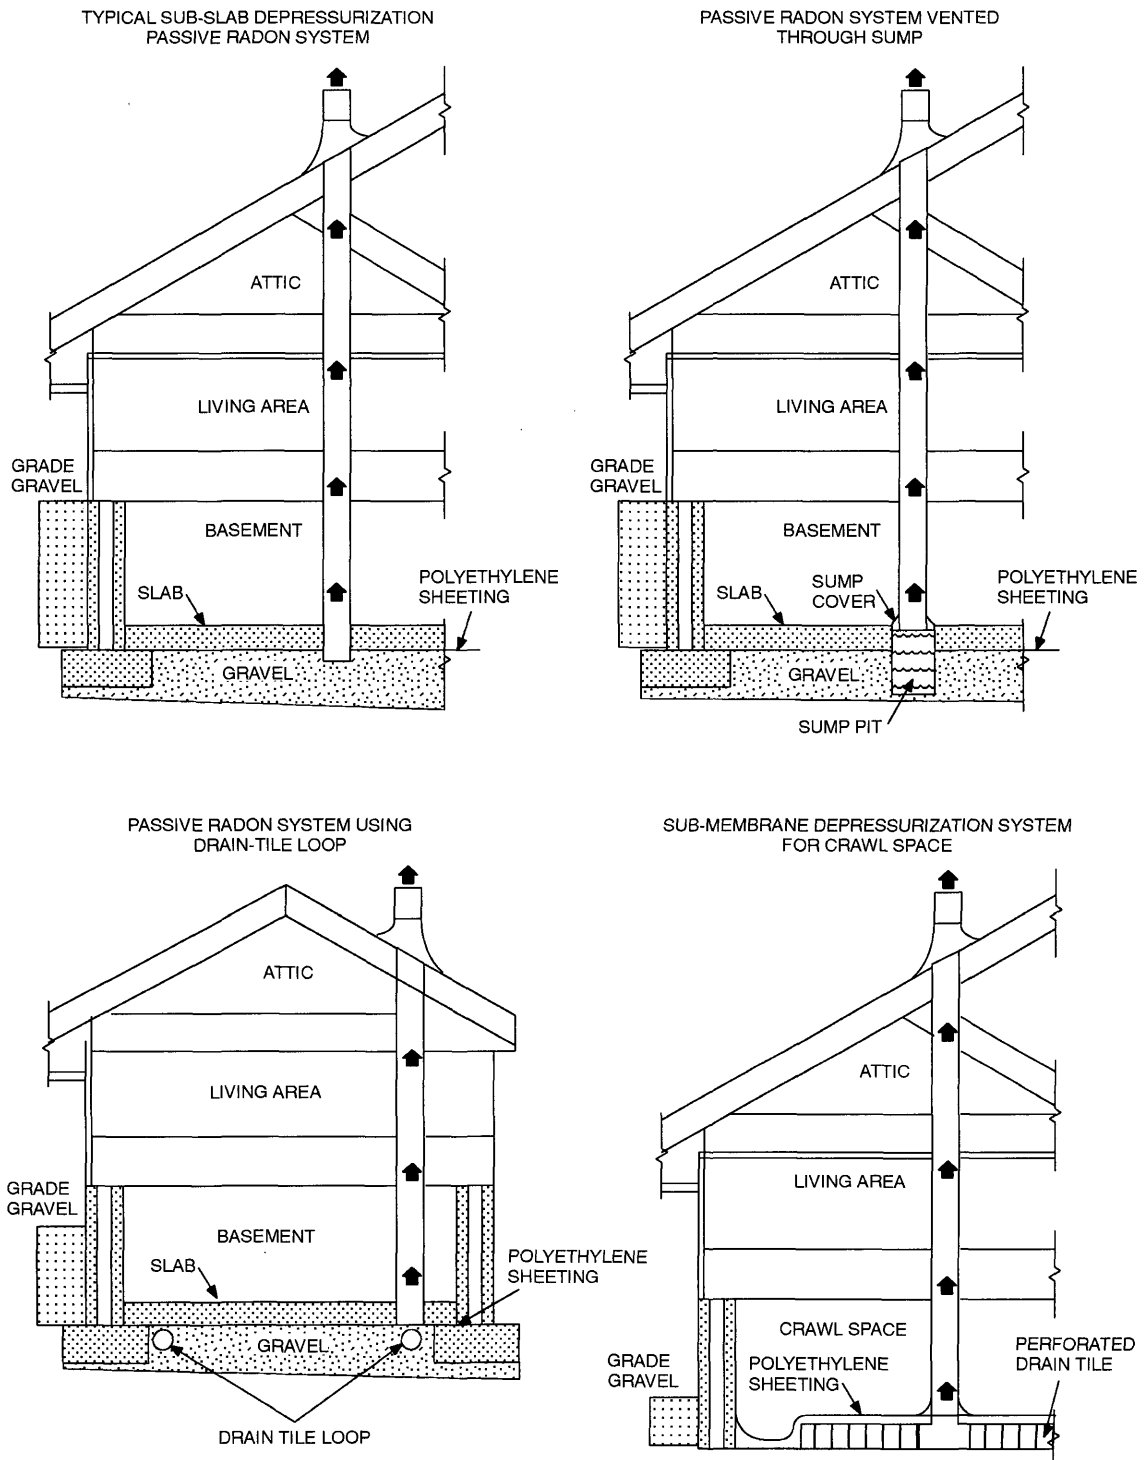 TYPICAL SUB-SLAB DEPRESSURIZATION
PASSIVE RADON SYSTEM
ATTIC
LIVING AREA
GRADE
GRAVEL
BASEMENT
SLAB
POLYETHYLENE
SHEETING
GRAVEL
PASSIVE RADON SYSTEM VENTED
THROUGH SUMP
ATTIC
LIVING AREA
GRADE
GRAVEL
BASEMENT
SLAB
SUMP
COVER
POLYETHYLENE
SHEETING
GRAVEL
SUMP PIT
PASSIVE RADON SYSTEM USING
DRAIN-TILE LOOP
ATTIC
LIVING AREA
GRADE
GRAVEL
BASEMENT
SLAB
POLYETHYLENE
SHEETING
GRAVEL
DRAIN TILE LOOP
SUB-MEMBRANE DEPRESSURIZATION SYSTEM
FOR CRAWL SPACE
ATTIC
LIVING AREA
CRAWL SPACE
GRADE
GRAVEL
POLYETHYLENE
SHEETING
PERFORATED
DRAIN TILE